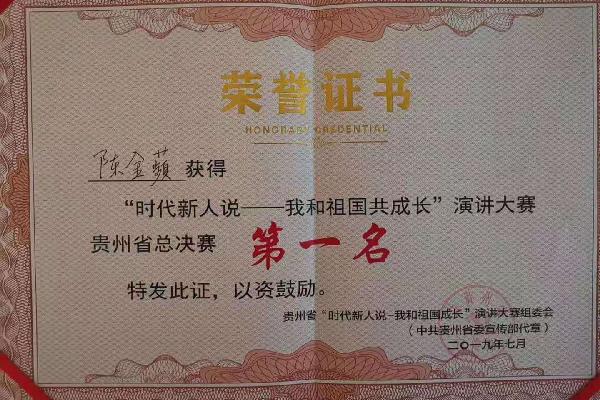 荣誉证书
HONORARY CREDENTIAL
陈金蘋 获得
“时代新人说——我和祖国共成长”演讲大赛
贵州省总决赛 第一名
特发此证，以资鼓励。
贵州省“时代新人说-我和祖国成长”演讲大赛组委会
（中共贵州省委宣传部代章）
二〇一九年七月